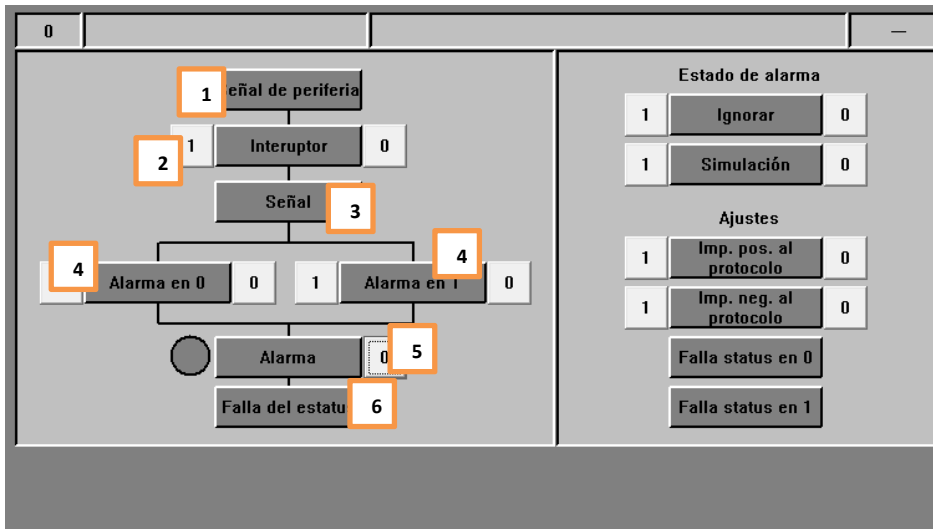 0
—
1
eñal de periferia
2
1
Interuptor
0
Señal
3
4
Alarma en 0
0
1
Alarma en 1
4
0
Alarma
0
5
Falla del estatu
6
Estado de alarma
1
Ignorar
0
1
Simulación
0
Ajustes
1
Imp. pos. al
protocolo
0
1
Imp. neg. al
protocolo
0
Falla status en 0
Falla status en 1